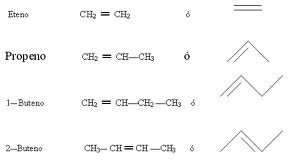 Eteno CH₂ = CH₂ ó
Propeno CH₂ = CH—CH₃ ó
1—Buteno CH₂ = CH—CH₂ —CH₃ ó
2—Buteno CH₃— CH = CH —CH₃ ó